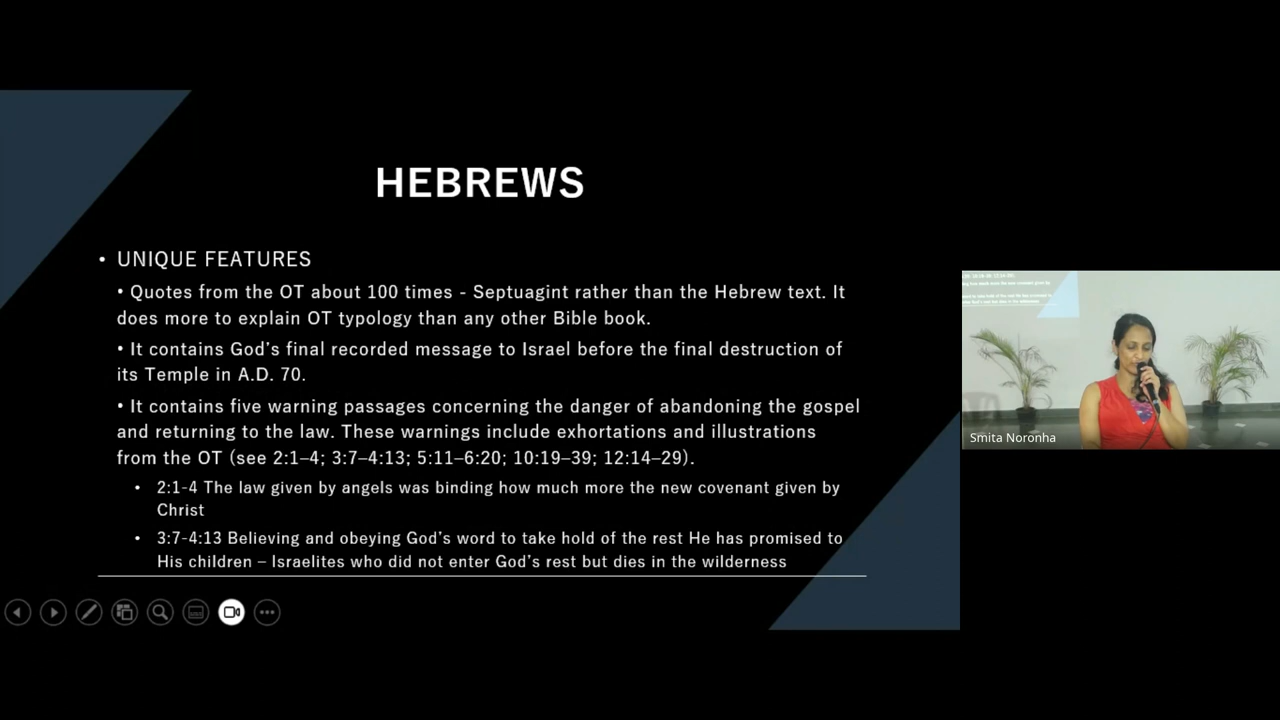 HEBREWS
• UNIQUE FEATURES
• Quotes from the OT about 100 times - Septuagint rather than the Hebrew text. It
does more to explain OT typology than any other Bible book.
• It contains God's final recorded message to Israel before the final destruction of
its Temple in A.D. 70.
• It contains five warning passages concerning the danger of abandoning the gospel
and returning to the law. These warnings include exhortations and illustrations
from the OT (see 2:1–4; 3:7–4:13; 5:11–6:20; 10:19–39; 12:14–29).
• 2:1-4 The law given by angels was binding how much more the new covenant given by
Christ
• 3:7-4:13 Believing and obeying God's word to take hold of the rest He has promised to
His children – Israelites who did not enter God's rest but dies in the wilderness
Smita Noronha